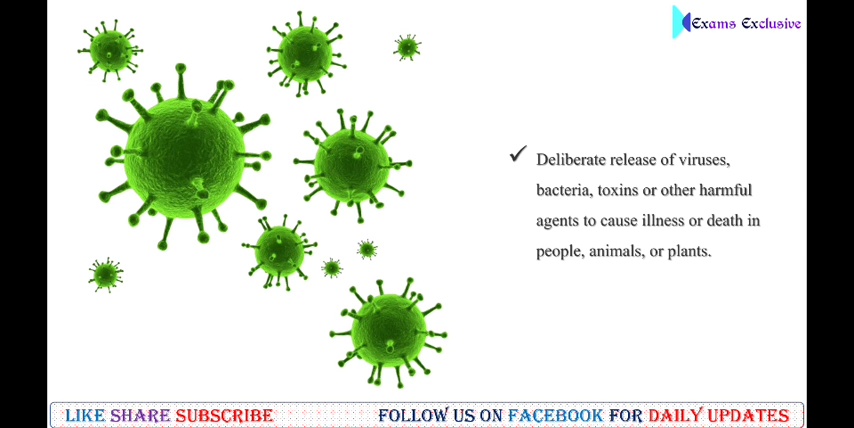 Exams Exclusive
✓ Deliberate release of viruses,
bacteria, toxins or other harmful
agents to cause illness or death in
people, animals, or plants.
LIKE SHARE SUBSCRIBE FOLLOW US ON FACEBOOK FOR DAILY UPDATES